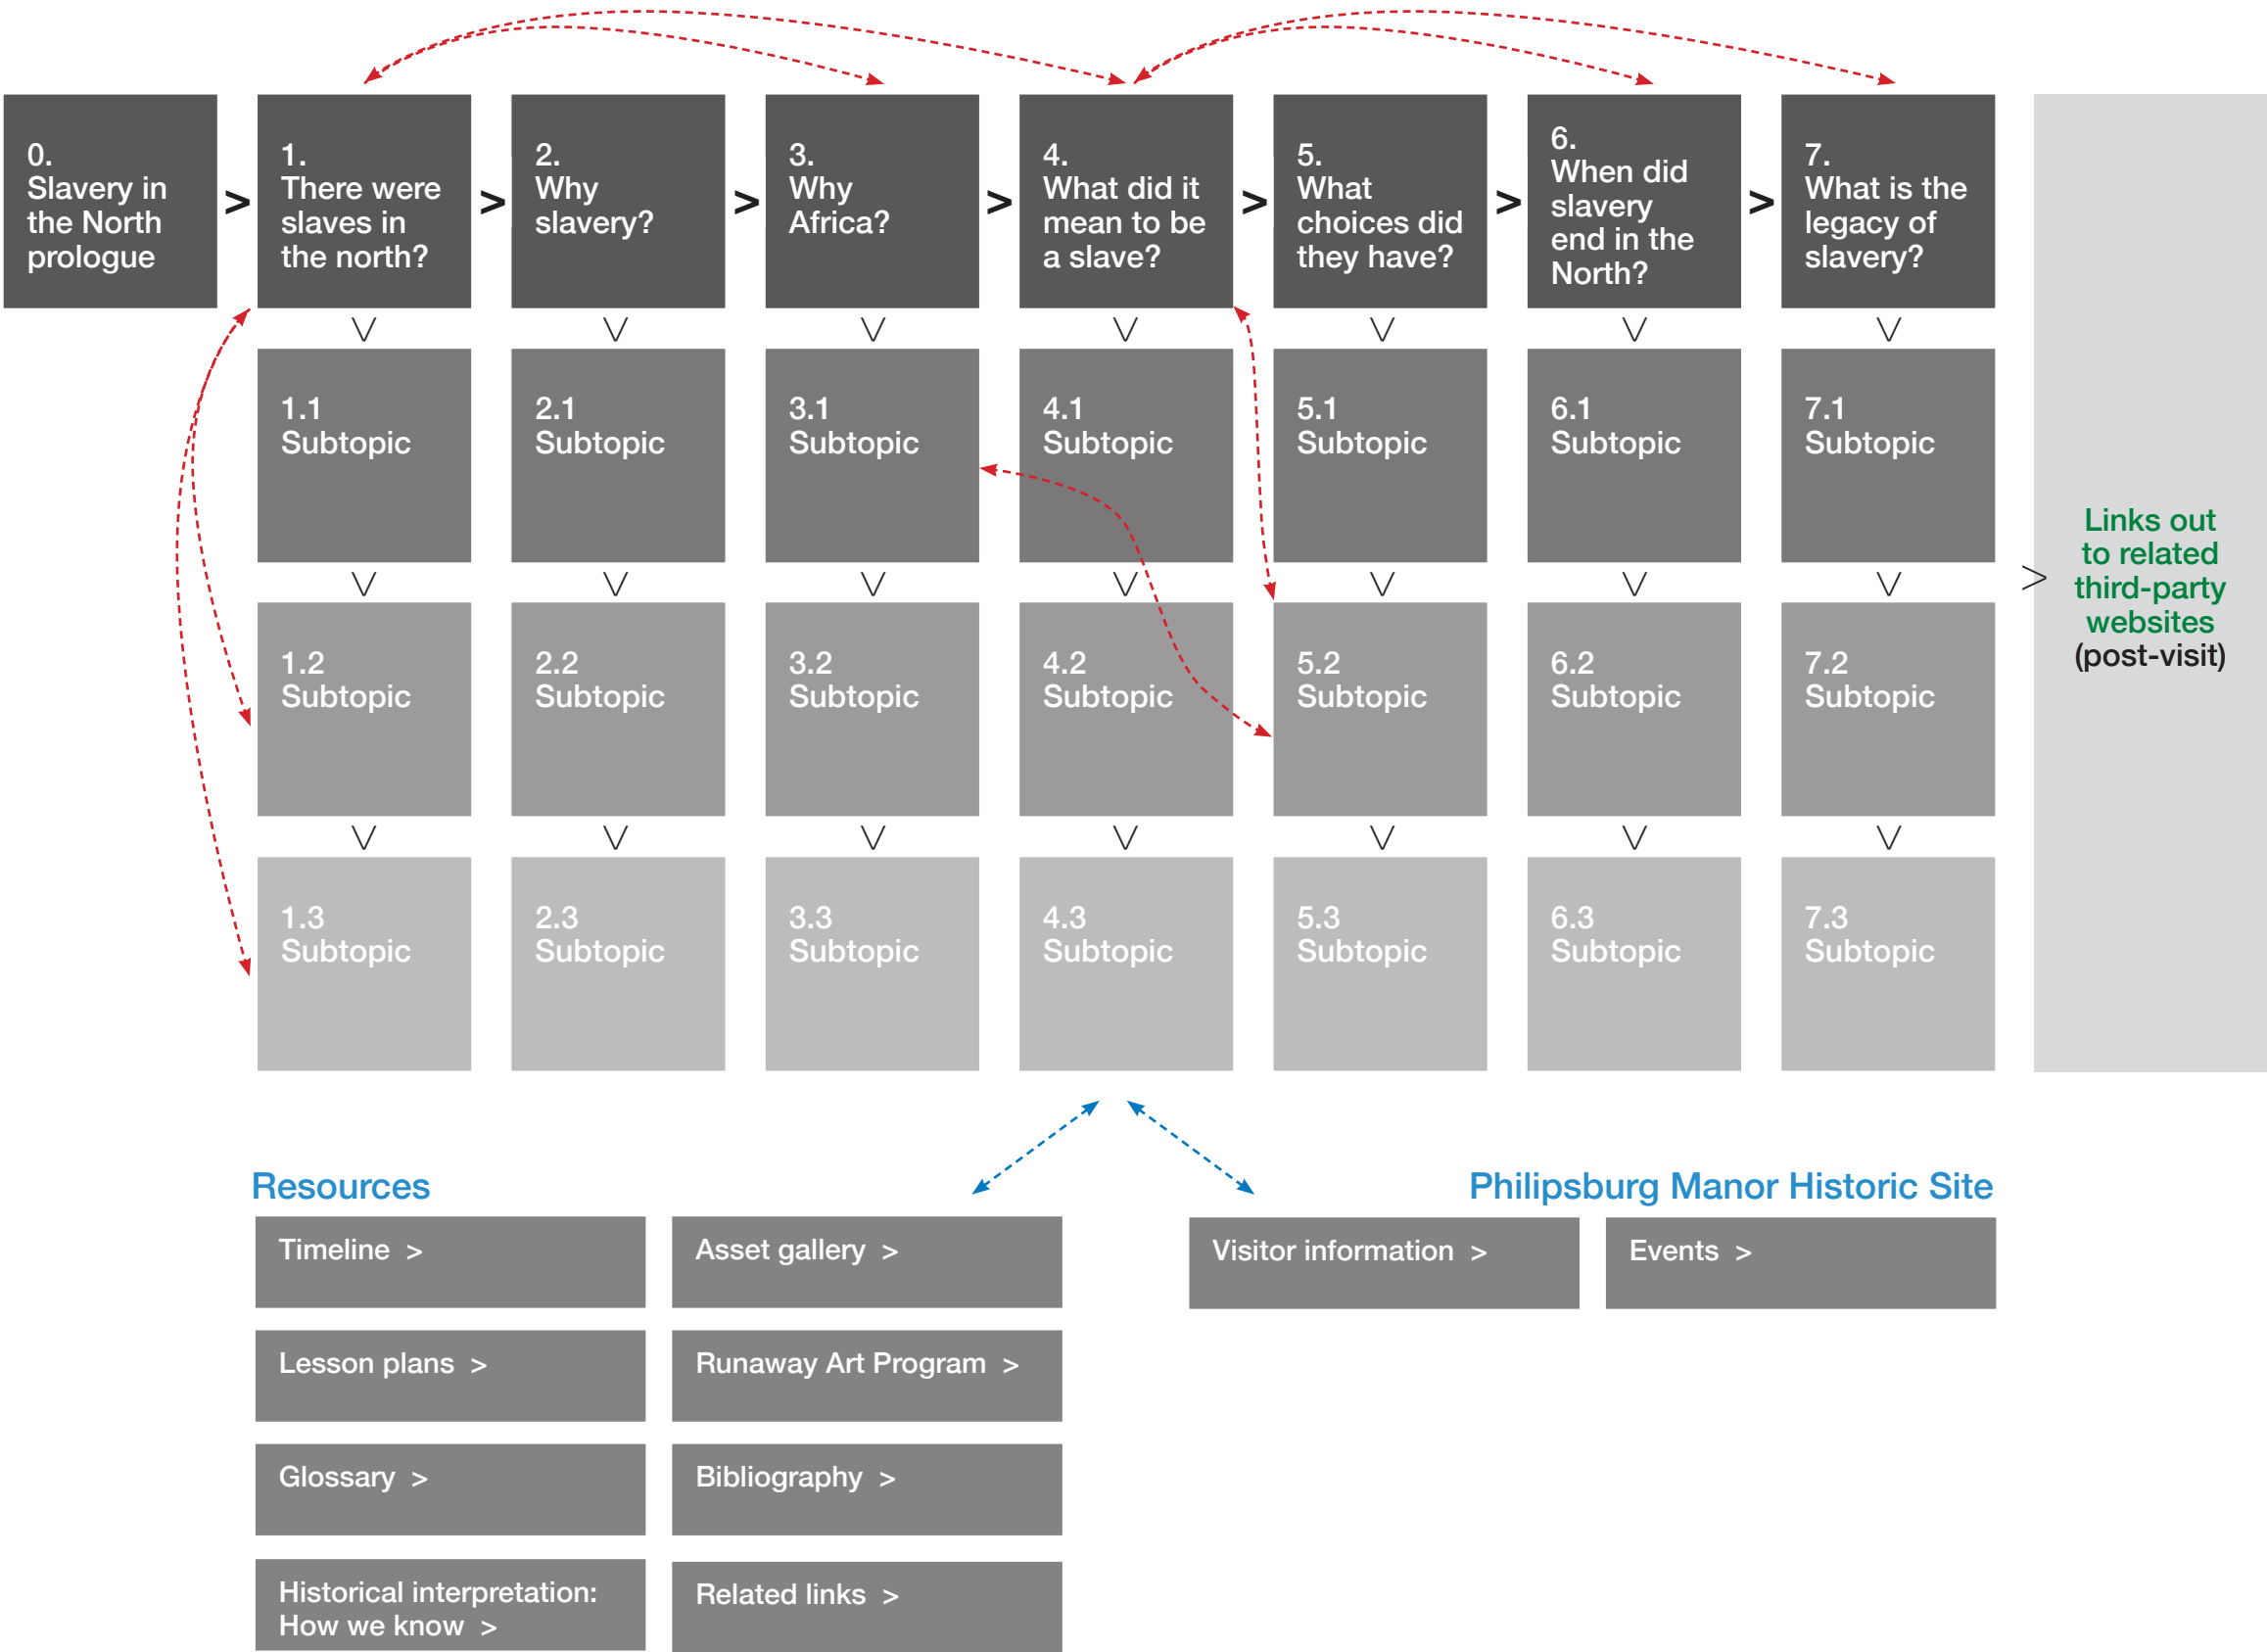 0.
Slavery in
the North
prologue
>
1.
There were
slaves in
the north?
>
2.
Why
slavery?
>
3.
Why
Africa?
>
4.
What did it
mean to be
a slave?
>
5.
What
choices did
they have?
>
6.
When did
slavery
end in the
North?
>
7.
What is the
legacy of
slavery?
1.1
Subtopic
2.1
Subtopic
3.1
Subtopic
4.1
Subtopic
5.1
Subtopic
6.1
Subtopic
7.1
Subtopic
1.2
Subtopic
2.2
Subtopic
3.2
Subtopic
4.2
Subtopic
5.2
Subtopic
6.2
Subtopic
7.2
Subtopic
1.3
Subtopic
2.3
Subtopic
3.3
Subtopic
4.3
Subtopic
5.3
Subtopic
6.3
Subtopic
7.3
Subtopic
>
Links out
to related
third-party
websites
(post-visit)
Resources
Timeline >
Asset gallery >
Lesson plans >
Runaway Art Program >
Glossary >
Bibliography >
Historical interpretation:
How we know >
Related links >
Philipsburg Manor Historic Site
Visitor information >
Events >